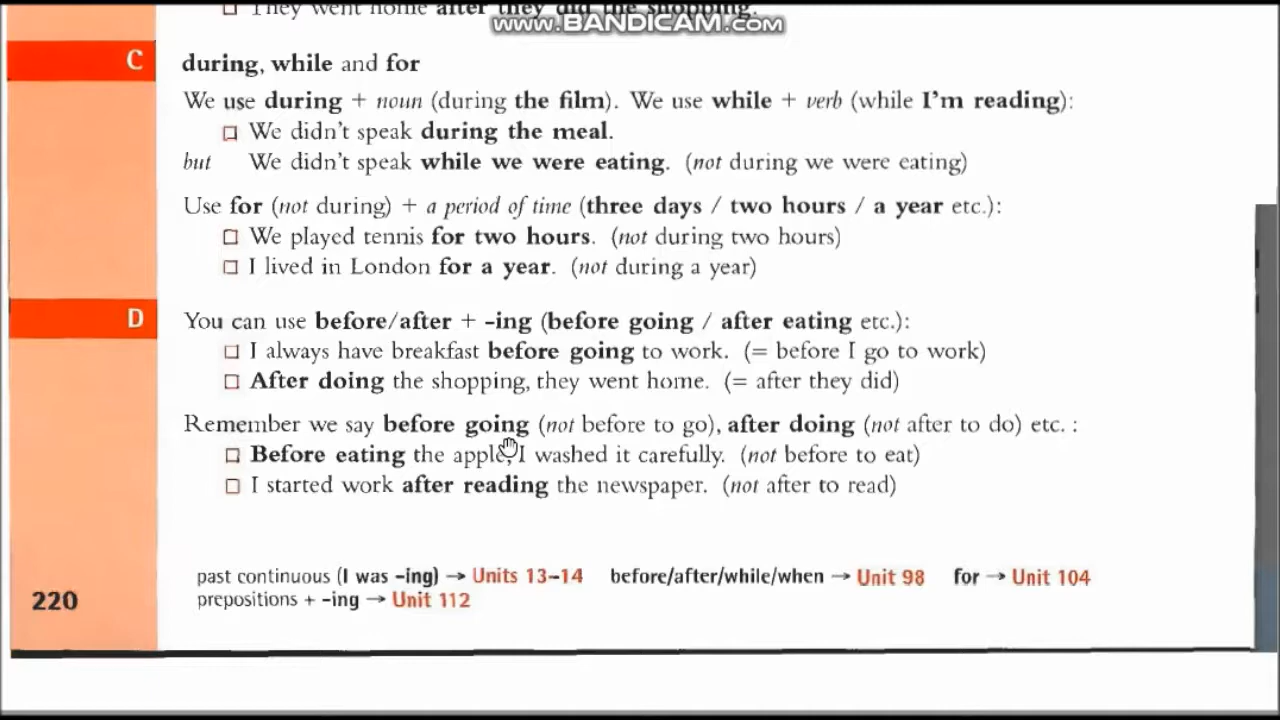 They went home after they did the shopping.
www.BANDICAM.com
C
during, while and for
We use during + noun (during the film). We use while + verb (while I'm reading):
We didn't speak during the meal.
but We didn't speak while we were eating. (not during we were eating)
Use for (not during) + a period of time (three days / two hours / a year etc.):
We played tennis for two hours. (not during two hours)
I lived in London for a year. (not during a year)
D
You can use before/after + -ing (before going / after eating etc.):
I always have breakfast before going to work. (= before I go to work)
After doing the shopping, they went home. (= after they did)
Remember we say before going (not before to go), after doing (not after to do) etc. :
Before eating the apple, I washed it carefully. (not before to eat)
I started work after reading the newspaper. (not after to read)
past continuous (I was -ing) → Units 13–14 before/after/while/when → Unit 98 for → Unit 104
prepositions + -ing → Unit 112
220